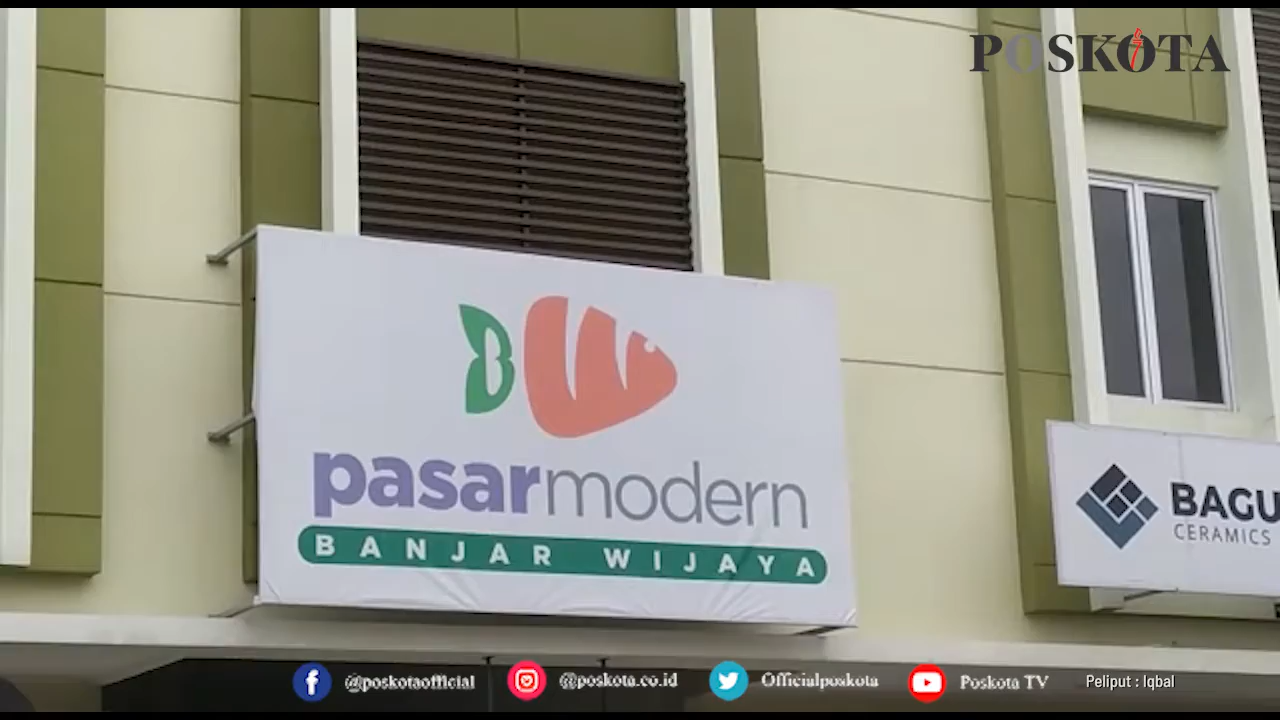 POSKOTA
BW
pasarmodern
BANJAR WIJAYA
BAGU
CERAMICS
@poskotaofficial
@poskota.co.id
Officialposkota
Poskota TV
Peliput : Iqbal